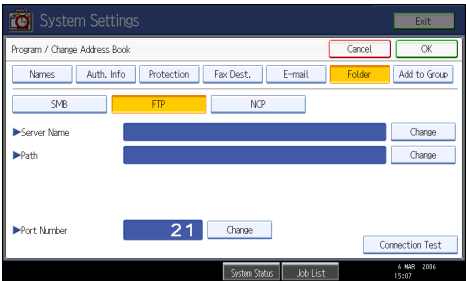 System Settings
Exit
Program / Change Address Book
Cancel
OK
Names
Auth. Info
Protection
Fax Dest.
E-mail
Folder
Add to Group
SMB
FTP
NCP
▶Server Name
Change
▶Path
Change
▶Port Number
21
Change
Connection Test
System Status
Job List
6 MAR 2006
15:07